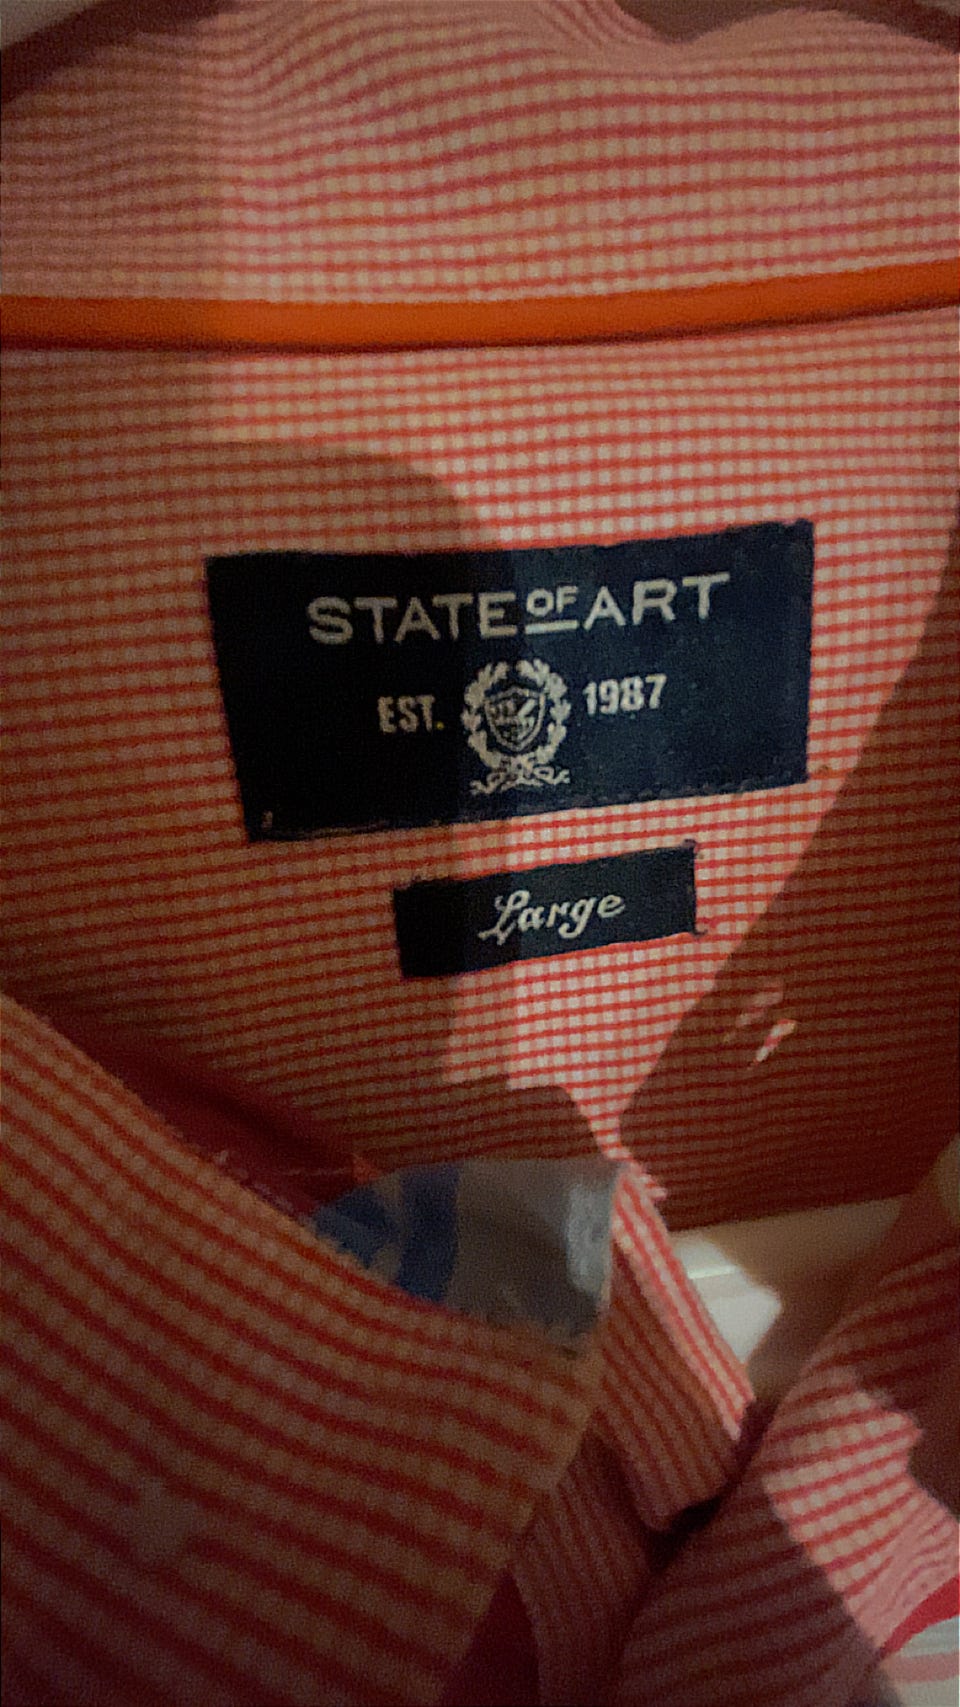 STATE OF ART
EST. 1987
Large